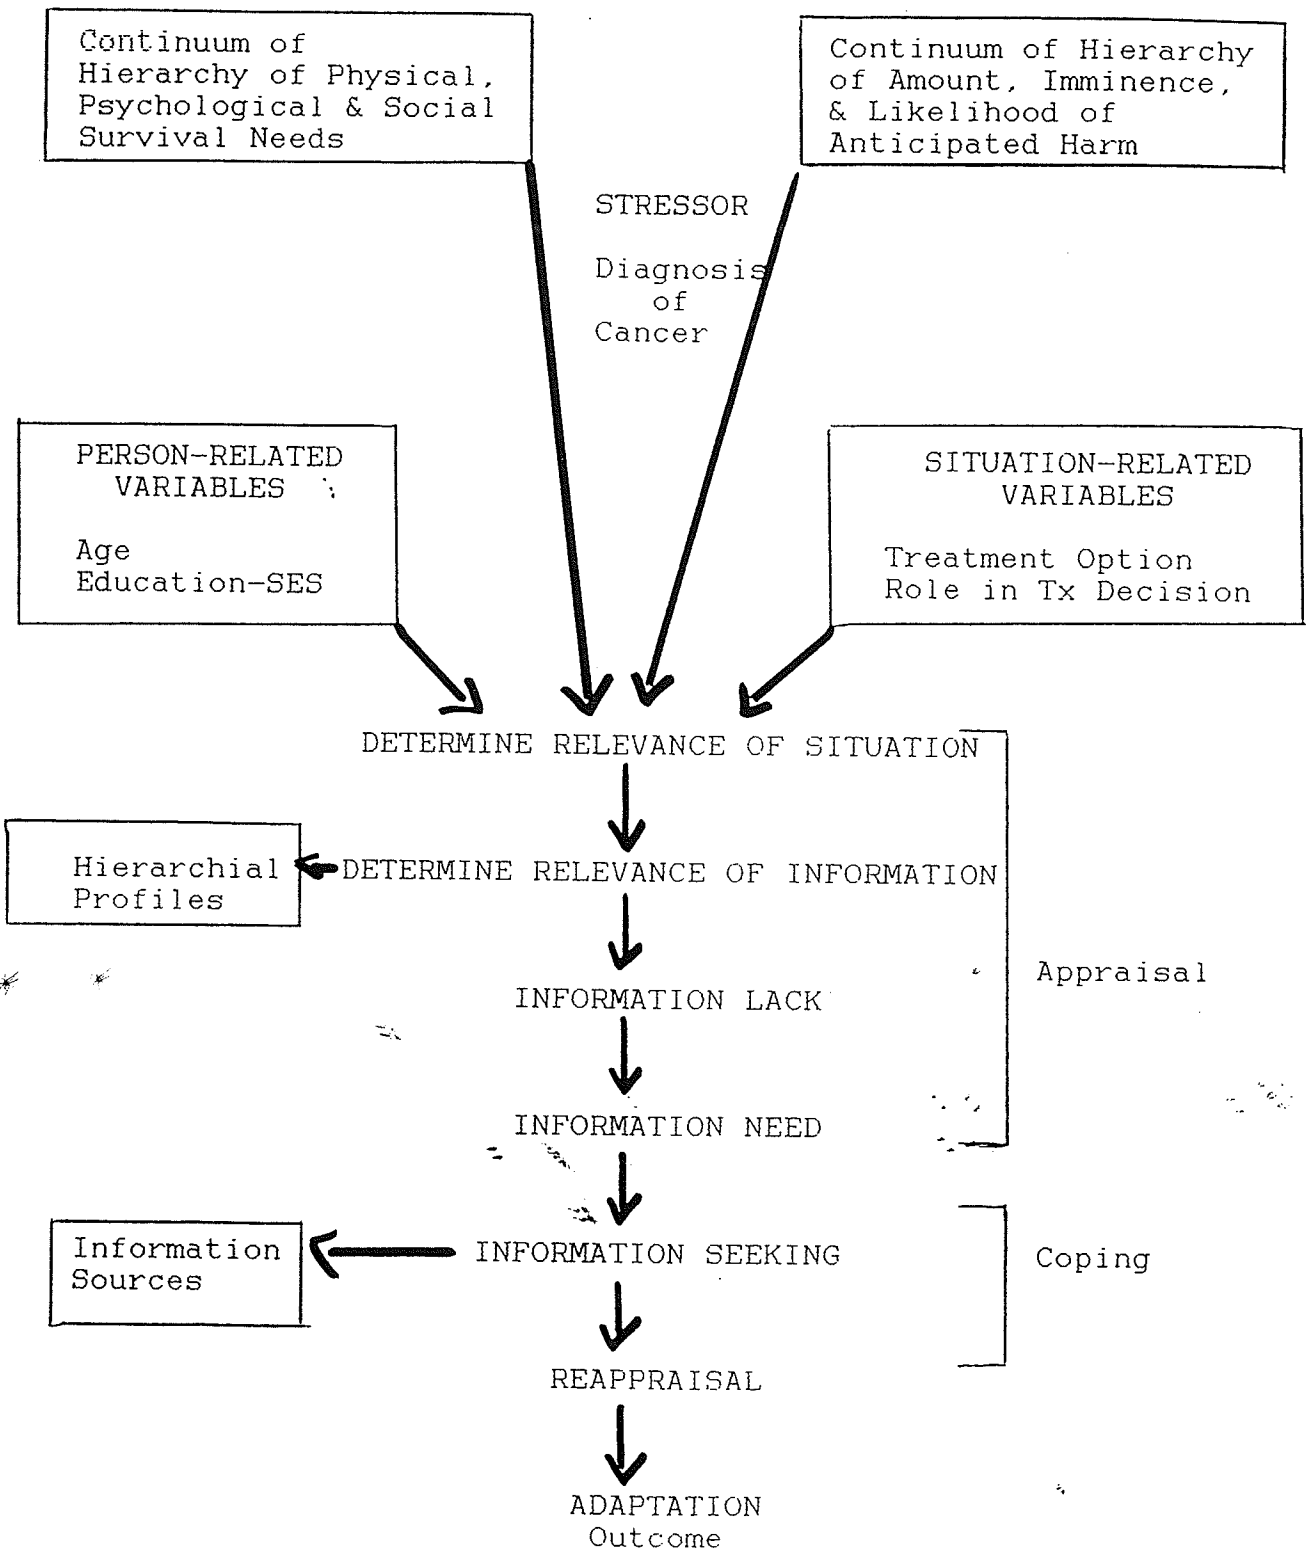 Continuum of
Hierarchy of Physical,
Psychological & Social
Survival Needs
Continuum of Hierarchy
of Amount, Imminence,
& Likelihood of
Anticipated Harm
STRESSOR
Diagnosis
of
Cancer
PERSON-RELATED
VARIABLES
Age
Education-SES
SITUATION-RELATED
VARIABLES
Treatment Option
Role in Tx Decision
DETERMINE RELEVANCE OF SITUATION
Hierarchial
Profiles
DETERMINE RELEVANCE OF INFORMATION
INFORMATION LACK
Appraisal
INFORMATION NEED
Information
Sources
INFORMATION SEEKING
Coping
REAPPRAISAL
ADAPTATION
Outcome